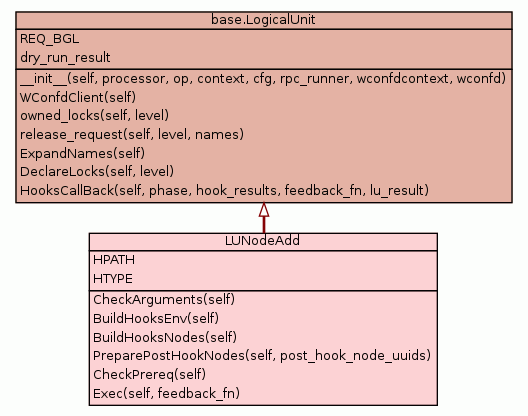 base.LogicalUnit
REQ_BGL
dry_run_result
__init__(self, processor, op, context, cfg, rpc_runner, wconfdcontext, wconfd)
WConfdClient(self)
owned_locks(self, level)
release_request(self, level, names)
ExpandNames(self)
DeclareLocks(self, level)
HooksCallBack(self, phase, hook_results, feedback_fn, lu_result)
LUNodeAdd
HPATH
HTYPE
CheckArguments(self)
BuildHooksEnv(self)
BuildHooksNodes(self)
PreparePostHookNodes(self, post_hook_node_uuids)
CheckPrereq(self)
Exec(self, feedback_fn)